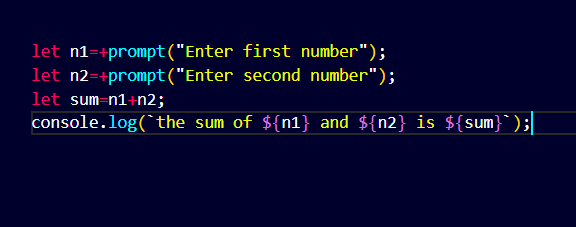 let n1=+prompt("Enter first number");
let n2=+prompt("Enter second number");
let sum=n1+n2;
console.log(`the sum of ${n1} and ${n2} is ${sum}`);